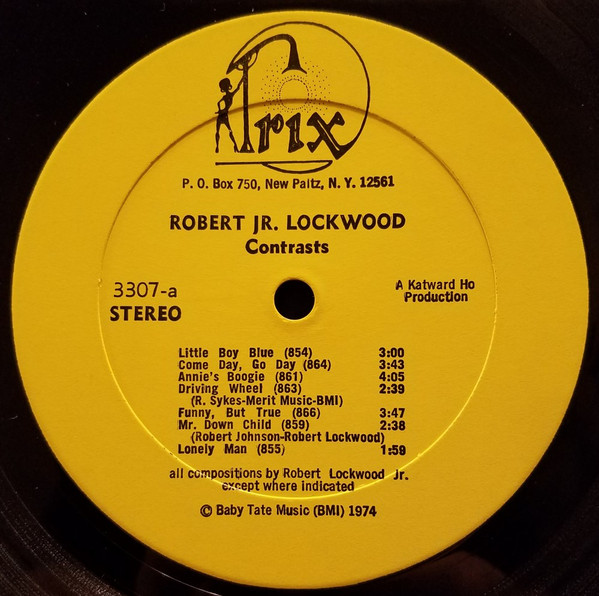 Trix
P. O. Box 750, New Paltz, N. Y. 12561
ROBERT JR. LOCKWOOD
Contrasts
3307-a
STEREO
A Katward Ho
Production
Little Boy Blue (854) 3:00
Come Day, Go Day (864) 3:43
Annie's Boogie (861) 4:05
Driving Wheel (863) 2:39
(R. Sykes-Merit Music-BMI)
Funny, But True (866) 3:47
Mr. Down Child (859) 2:38
(Robert Johnson-Robert Lockwood)
Lonely Man (855) 1:59
all compositions by Robert Lockwood Jr.
except where indicated
© Baby Tate Music (BMI) 1974